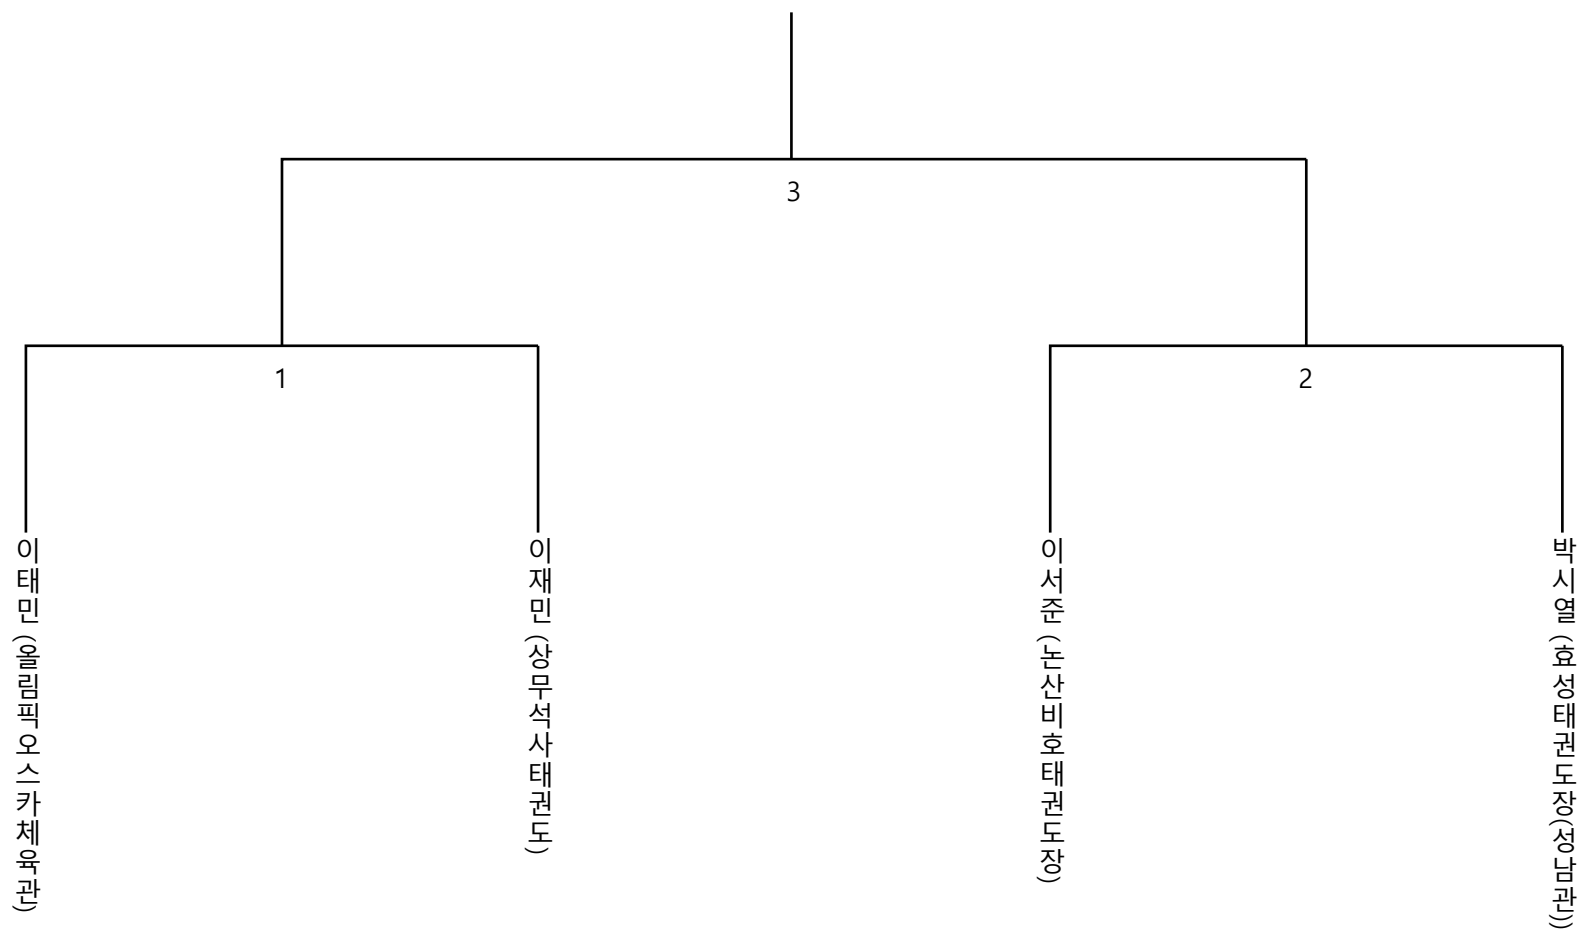 3
1
2
이태민 (올림픽오스카체육관)
이재민 (상무석사태권도)
이서준 (논산비호태권도장)
박시열 (효성태권도장(성남관))